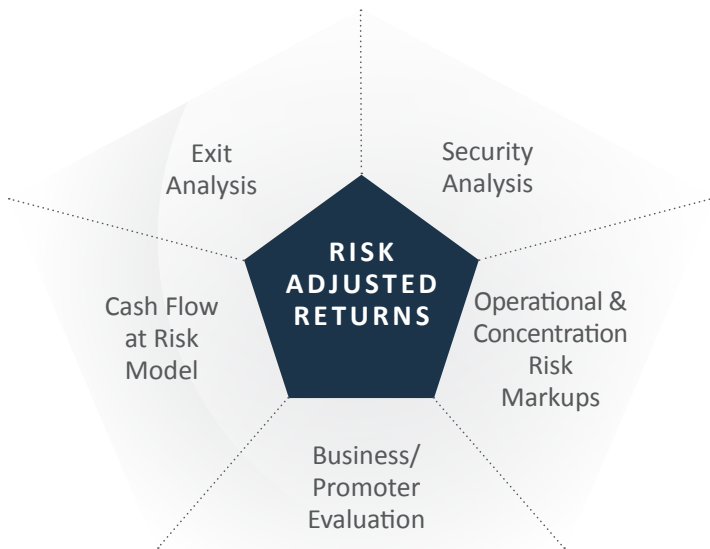 Exit
Analysis
Security
Analysis
RISK
ADJUSTED
RETURNS
Cash Flow
at Risk
Model
Operational &
Concentration
Risk
Markups
Business/
Promoter
Evaluation